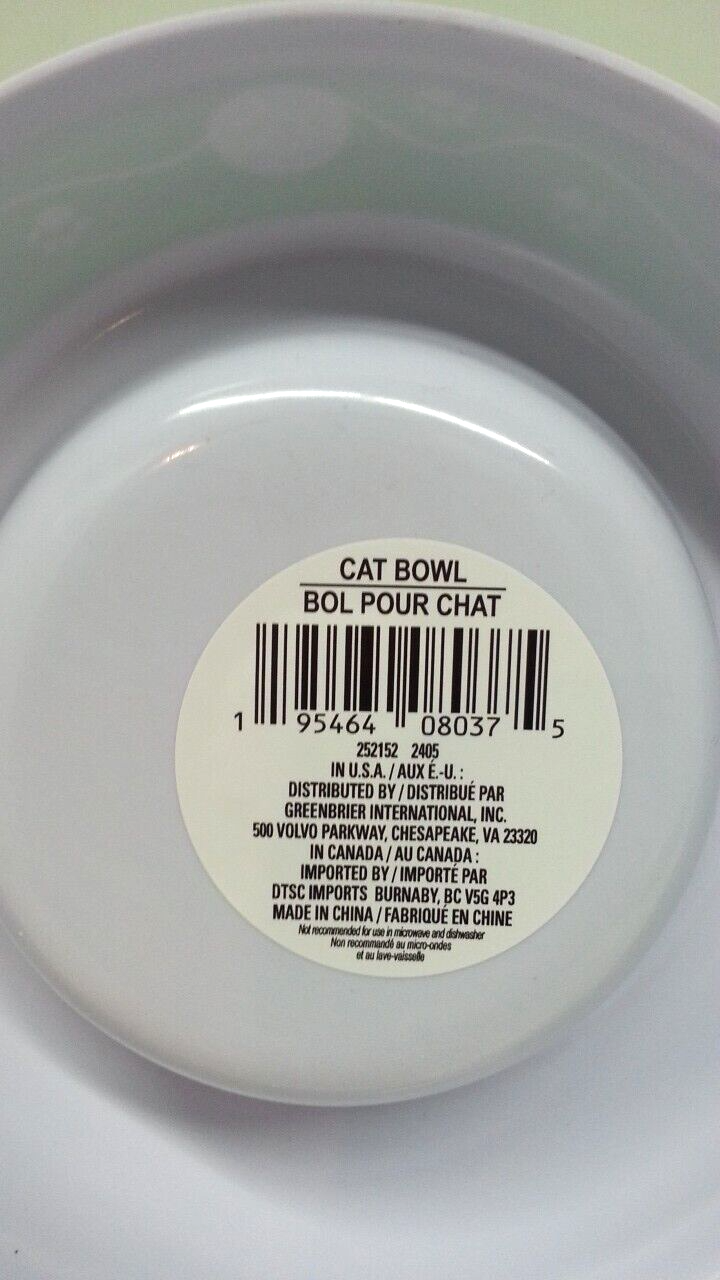 CAT BOWL
BOL POUR CHAT
1 95464 08037 5
252152 2405
IN U.S.A. / AUX É.-U. :
DISTRIBUTED BY / DISTRIBUÉ PAR
GREENBRIER INTERNATIONAL, INC.
500 VOLVO PARKWAY, CHESAPEAKE, VA 23320
IN CANADA / AU CANADA :
IMPORTED BY / IMPORTÉ PAR
DTSC IMPORTS BURNABY, BC V5G 4P3
MADE IN CHINA / FABRIQUÉ EN CHINE
Not recommended for use in microwave and dishwasher
Non recommandé au micro-ondes
et au lave-vaisselle